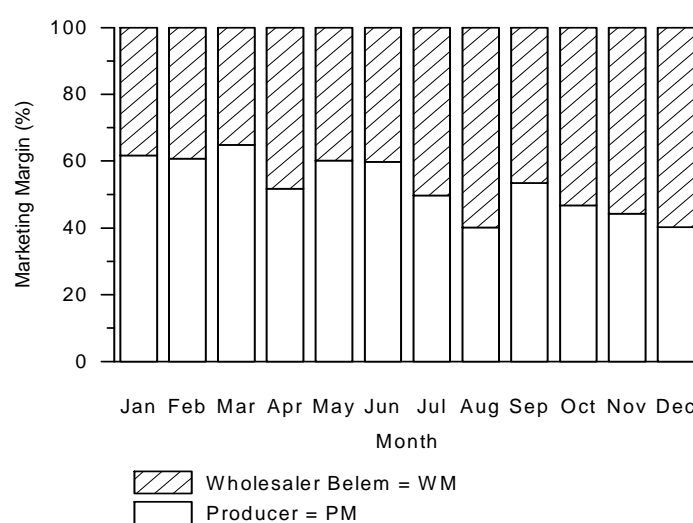 100
80
60
40
20
0
Marketing Margin (%)
Jan Feb Mar Apr May Jun Jul Aug Sep Oct Nov Dec
Month
Wholesaler Belem = WM
Producer = PM